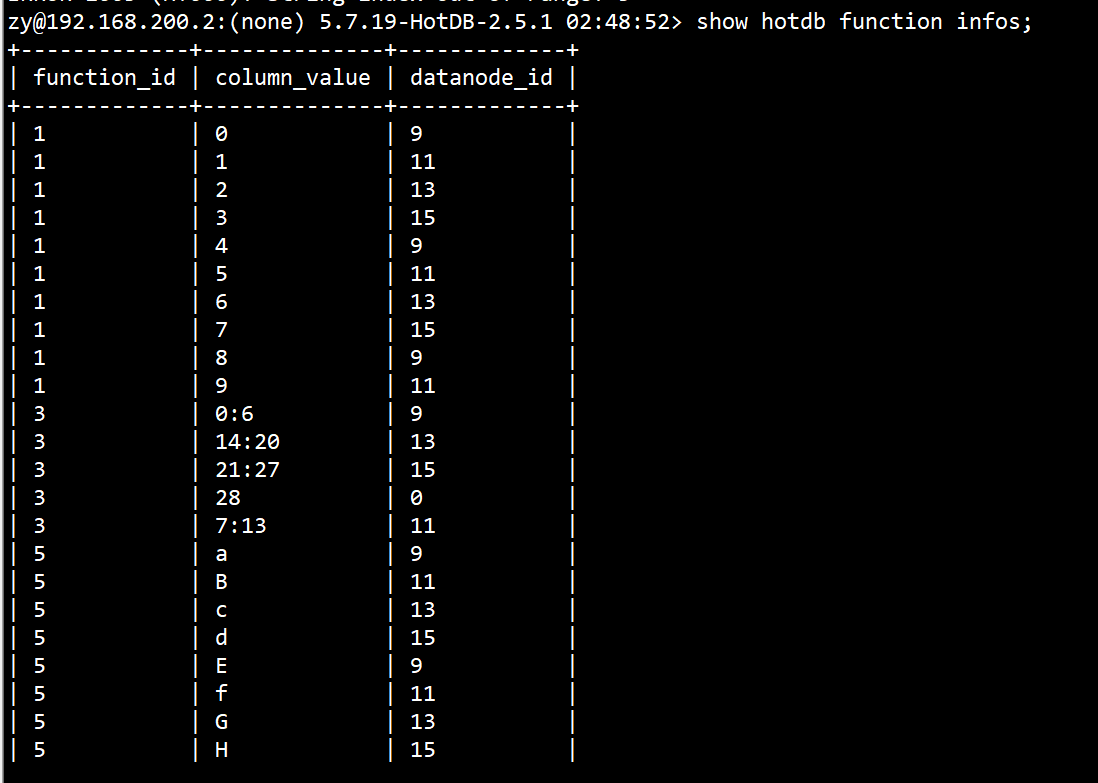 zy@192.168.200.2:(none) 5.7.19-HotDB-2.5.1 02:48:52> show hotdb function infos;
+-------------+--------------+-------------+
| function_id | column_value | datanode_id |
+-------------+--------------+-------------+
| 1           | 0            | 9           |
| 1           | 1            | 11          |
| 1           | 2            | 13          |
| 1           | 3            | 15          |
| 1           | 4            | 9           |
| 1           | 5            | 11          |
| 1           | 6            | 13          |
| 1           | 7            | 15          |
| 1           | 8            | 9           |
| 1           | 9            | 11          |
| 3           | 0:6          | 9           |
| 3           | 14:20        | 13          |
| 3           | 21:27        | 15          |
| 3           | 28           | 0           |
| 3           | 7:13         | 11          |
| 5           | a            | 9           |
| 5           | B            | 11          |
| 5           | c            | 13          |
| 5           | d            | 15          |
| 5           | E            | 9           |
| 5           | f            | 11          |
| 5           | G            | 13          |
| 5           | H            | 15          |